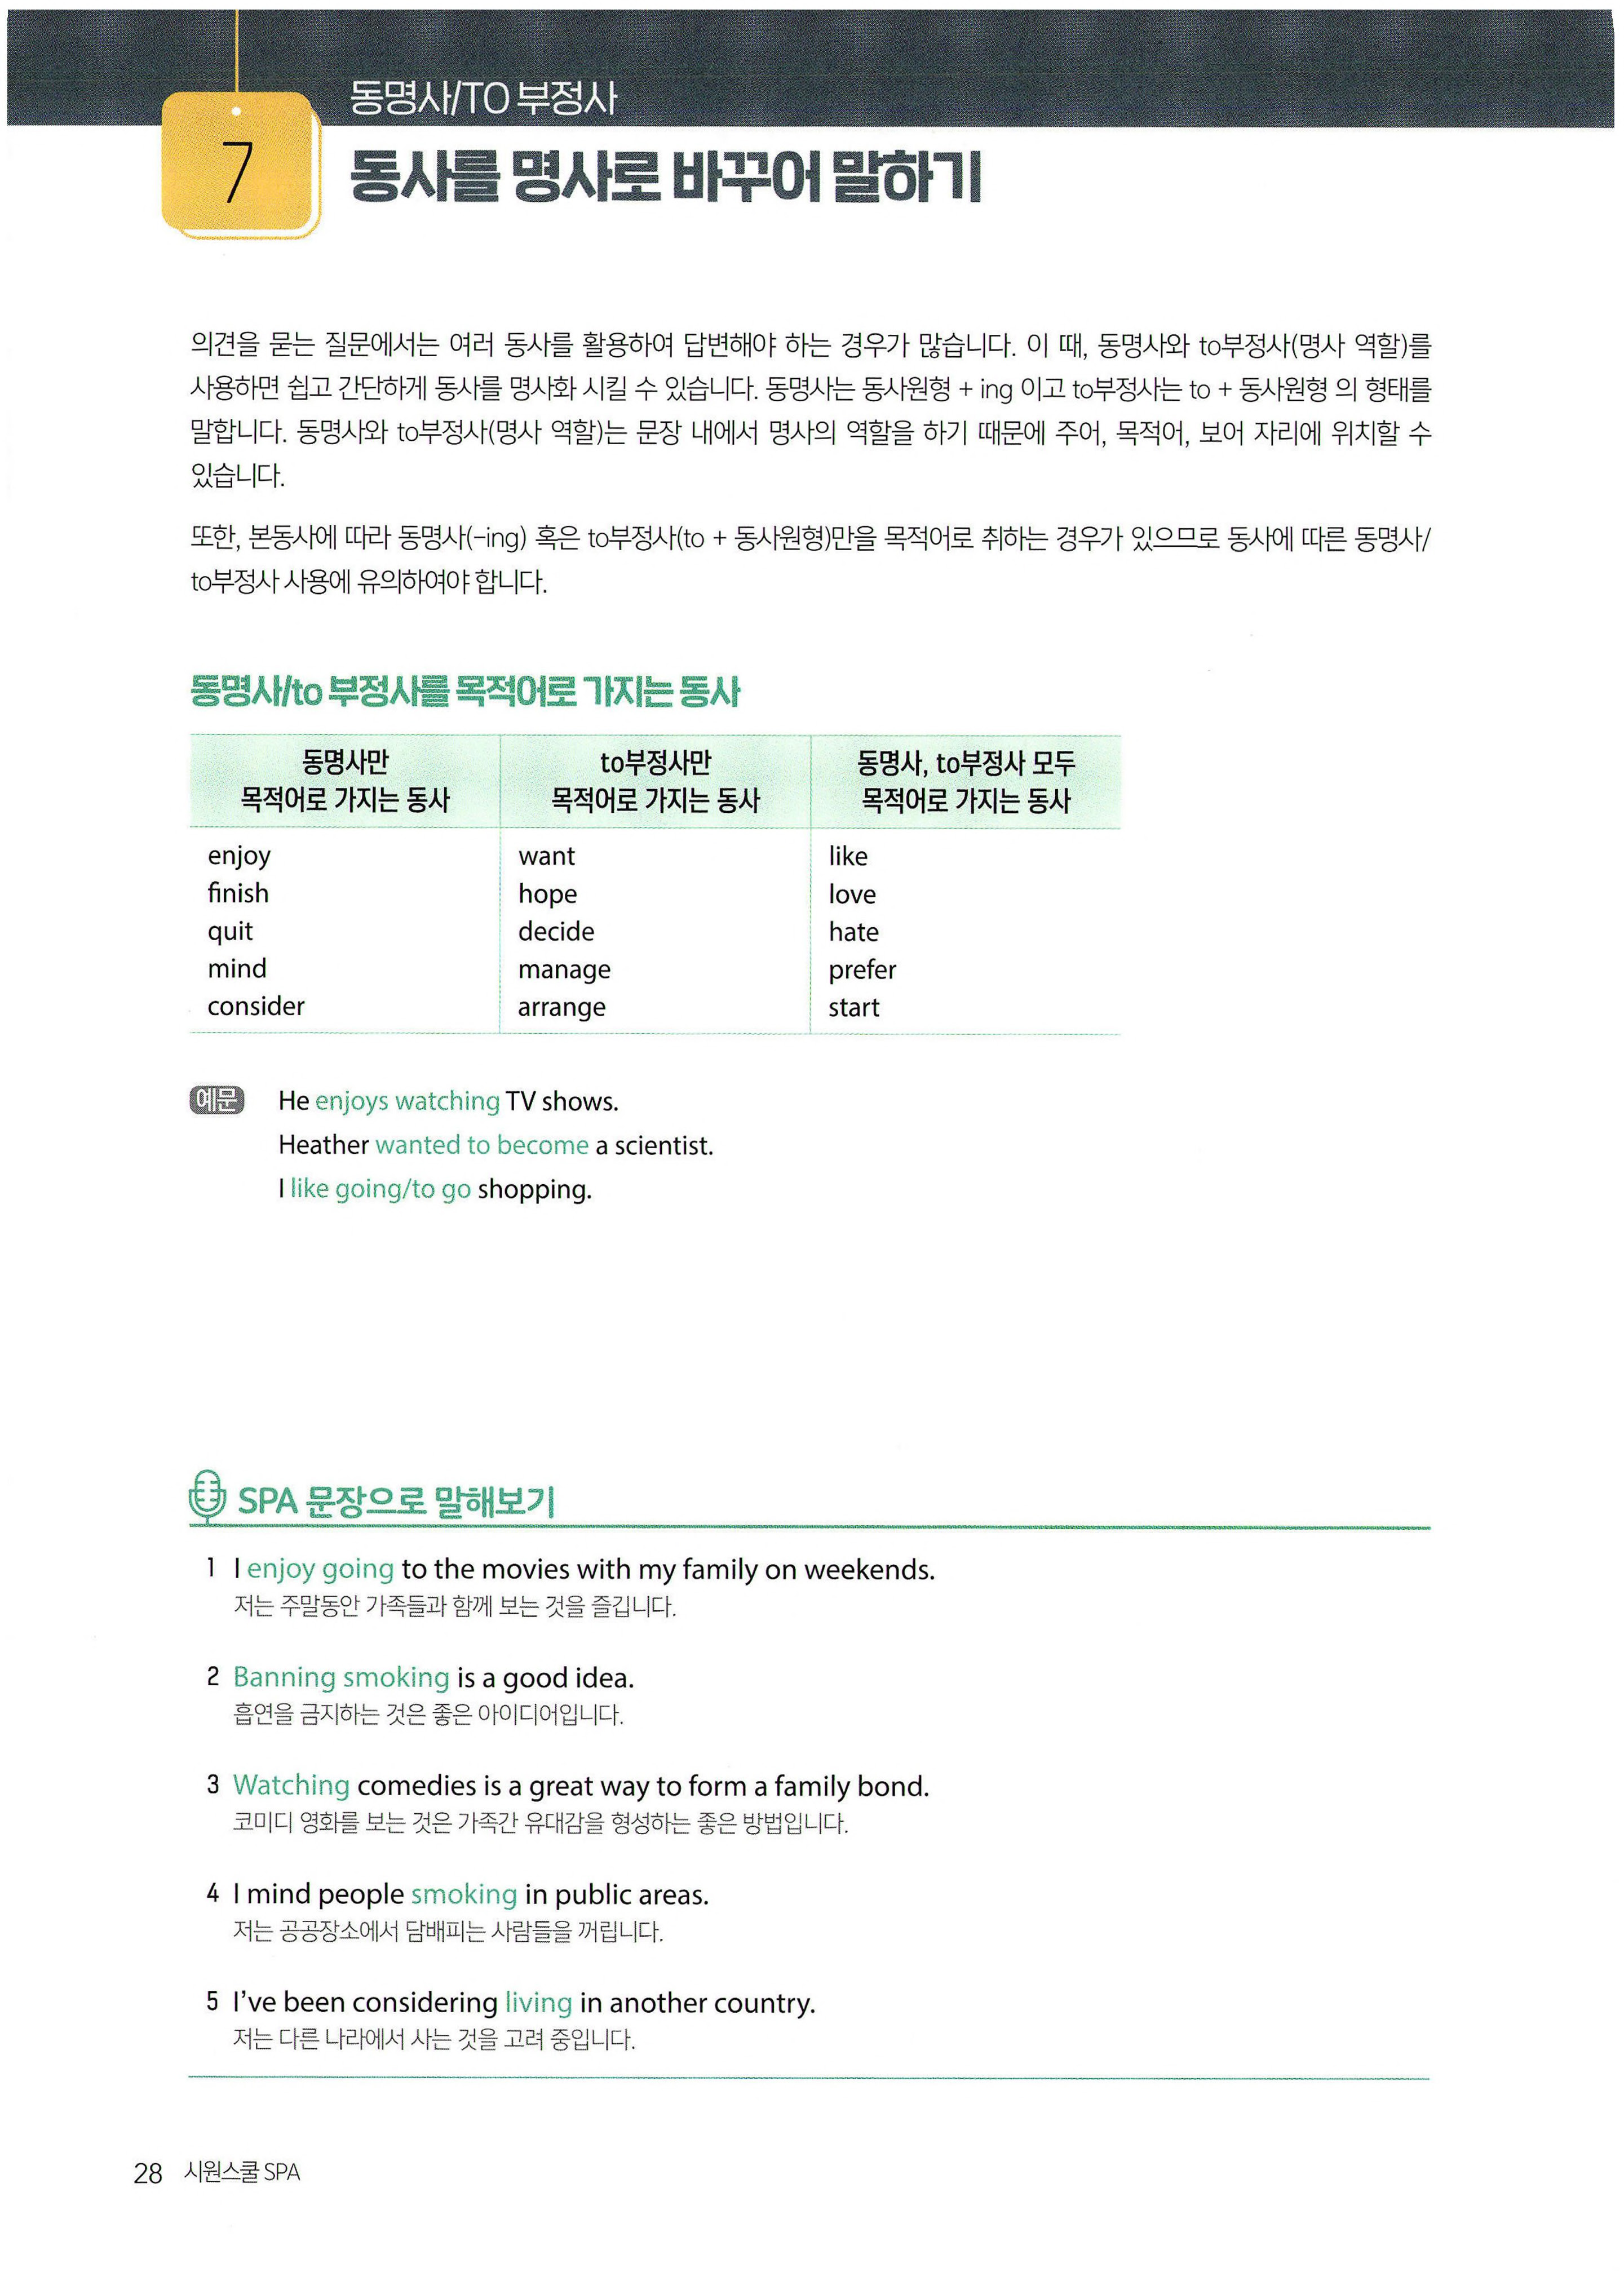 동명사/TO 부정사
7
동사를 명사로 바꾸어 말하기
의견을 묻는 질문에서는 여러 동사를 활용하여 답변해야 하는 경우가 많습니다. 이 때, 동명사와 to부정사(명사 역할)를
사용하면 쉽고 간단하게 동사를 명사화 시킬 수 있습니다. 동명사는 동사원형 + ing 이고 to부정사는 to + 동사원형 의 형태를
말합니다. 동명사와 to부정사(명사 역할)는 문장 내에서 명사의 역할을 하기 때문에 주어, 목적어, 보어 자리에 위치할 수
있습니다.
또한, 본동사에 따라 동명사(-ing) 혹은 to부정사(to + 동사원형)만을 목적어로 취하는 경우가 있으므로 동사에 따른 동명사/
to부정사 사용에 유의하여야 합니다.
동명사/to 부정사를 목적어로 가지는 동사
동명사만
목적어로 가지는 동사
to부정사만
목적어로 가지는 동사
동명사, to부정사 모두
목적어로 가지는 동사
enjoy want like
finish hope love
quit decide hate
mind manage prefer
consider arrange start
예문 He enjoys watching TV shows.
Heather wanted to become a scientist.
I like going/to go shopping.
SPA 문장으로 말해보기
1 I enjoy going to the movies with my family on weekends.
저는 주말동안 가족들과 함께 보는 것을 즐깁니다.
2 Banning smoking is a good idea.
흡연을 금지하는 것은 좋은 아이디어입니다.
3 Watching comedies is a great way to form a family bond.
코미디 영화를 보는 것은 가족간 유대감을 형성하는 좋은 방법입니다.
4 I mind people smoking in public areas.
저는 공공장소에서 담배피는 사람들을 꺼립니다.
5 I've been considering living in another country.
저는 다른 나라에서 사는 것을 고려 중입니다.
28 시원스쿨 SPA